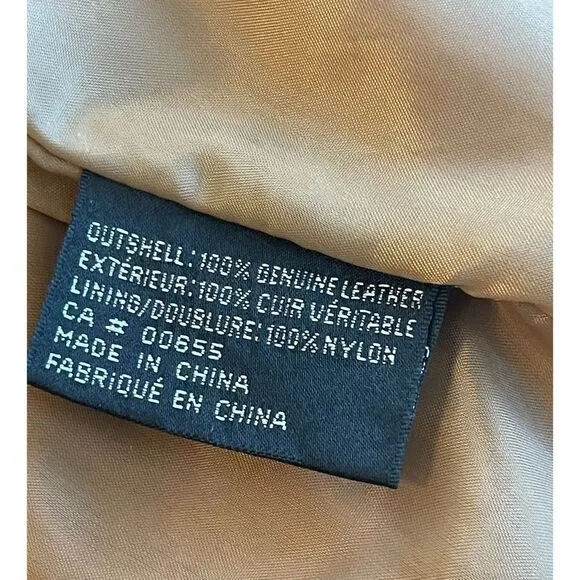 OUTSHELL:100% GENUINE LEATHER
EXTÉRIEUR:100% CUIR VÉRITABLE
LINING/DOUBLURE:100%NYLON
CA # 00655
MADE IN CHINA
FABRIQUÉ EN CHINA